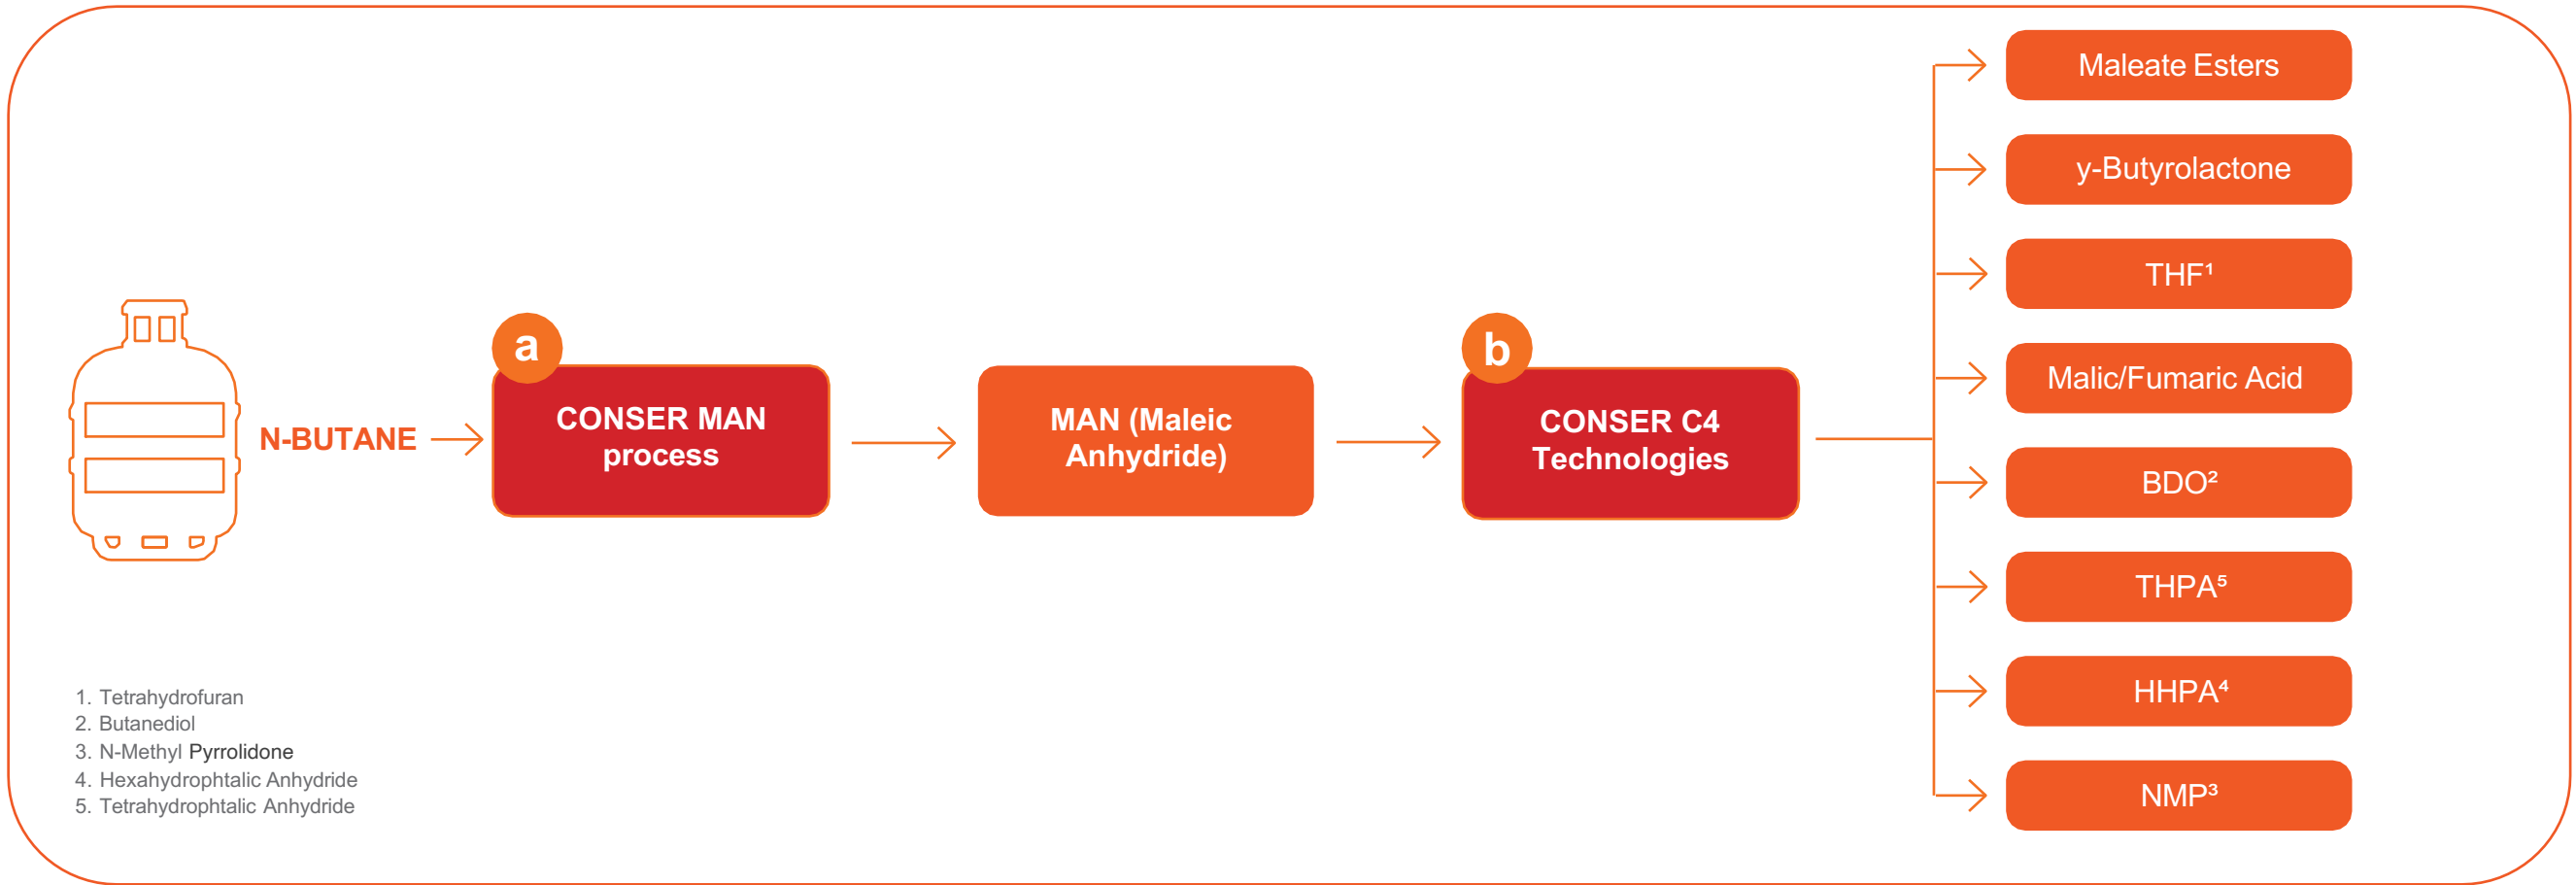 Maleate Esters
y-Butyrolactone
THF¹
Malic/Fumaric Acid
BDO²
THPA⁵
HHPA⁴
NMP³
N-BUTANE
a
CONSER MAN
process
MAN (Maleic
Anhydride)
b
CONSER C4
Technologies
1. Tetrahydrofuran
2. Butanediol
3. N-Methyl Pyrrolidone
4. Hexahydrophtalic Anhydride
5. Tetrahydrophtalic Anhydride